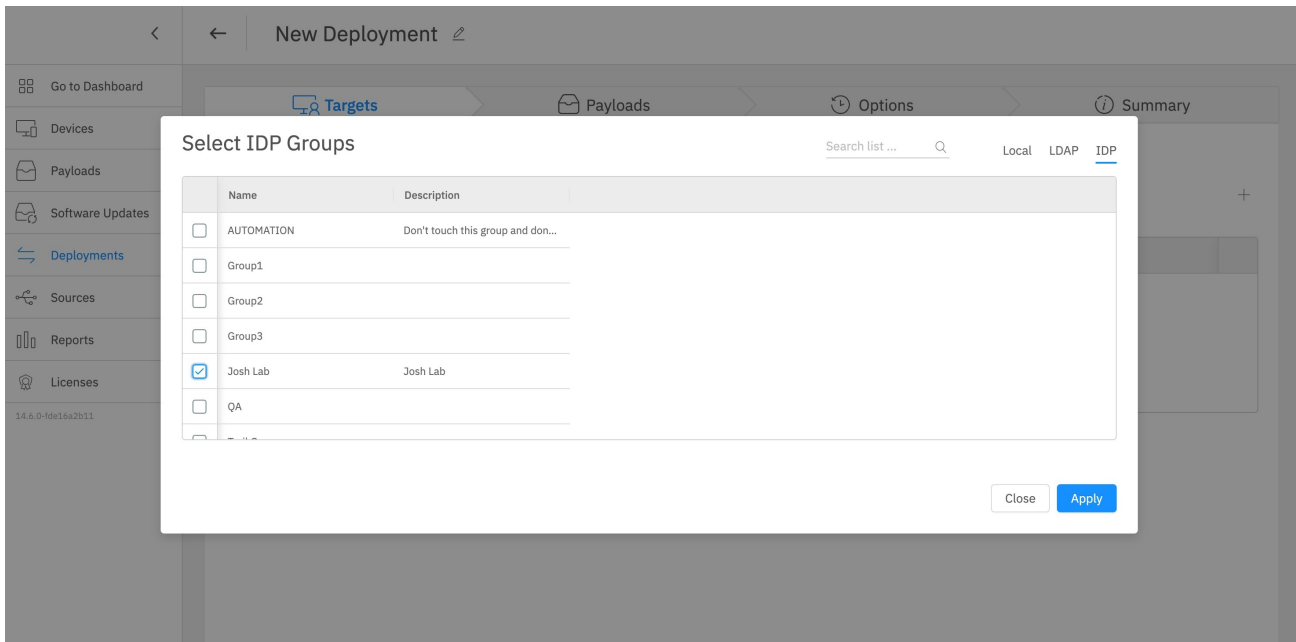 New Deployment
Go to Dashboard
Devices
Payloads
Software Updates
Deployments
Sources
Reports
Licenses
14.6.0-fde16a2b11
Targets
Payloads
Options
Summary
Select IDP Groups
Search list ...
Local LDAP IDP
Name Description
AUTOMATION Don't touch this group and don...
Group1
Group2
Group3
Josh Lab Josh Lab
QA
Close Apply